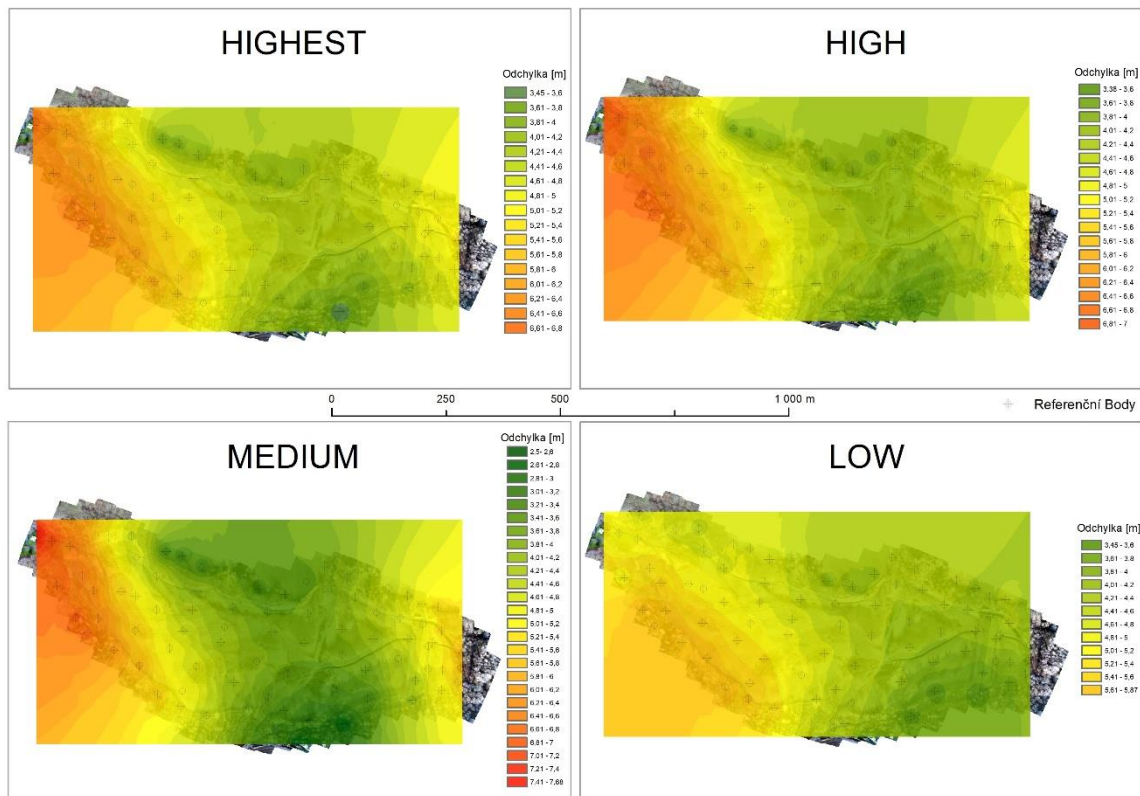 HIGHEST
Odchylka [m]
3,45 - 3,6
3,61 - 3,8
3,81 - 4
4,01 - 4,2
4,21 - 4,4
4,41 - 4,6
4,61 - 4,8
4,81 - 5
5,01 - 5,2
5,21 - 5,4
5,41 - 5,6
5,61 - 5,8
5,81 - 6
6,01 - 6,2
6,21 - 6,4
6,41 - 6,6
6,61 - 6,8
HIGH
Odchylka [m]
3,38 - 3,6
3,61 - 3,8
3,81 - 4
4,01 - 4,2
4,21 - 4,4
4,41 - 4,6
4,61 - 4,8
4,81 - 5
5,01 - 5,2
5,21 - 5,4
5,41 - 5,6
5,61 - 5,8
5,81 - 6
6,01 - 6,2
6,21 - 6,4
6,41 - 6,6
6,61 - 6,8
6,81 - 7
0 250 500 1 000 m
Referenční Body
MEDIUM
Odchylka [m]
2,5 - 2,6
2,61 - 2,8
2,81 - 3
3,01 - 3,2
3,21 - 3,4
3,41 - 3,6
3,61 - 3,8
3,81 - 4
4,01 - 4,2
4,21 - 4,4
4,41 - 4,6
4,61 - 4,8
4,81 - 5
5,01 - 5,2
5,21 - 5,4
5,41 - 5,6
5,61 - 5,8
5,81 - 6
6,01 - 6,2
6,21 - 6,4
6,41 - 6,6
6,61 - 6,8
6,81 - 7
7,01 - 7,2
7,21 - 7,4
7,41 - 7,68
LOW
Odchylka [m]
3,45 - 3,6
3,61 - 3,8
3,81 - 4
4,01 - 4,2
4,21 - 4,4
4,41 - 4,6
4,61 - 4,8
4,81 - 5
5,01 - 5,2
5,21 - 5,4
5,41 - 5,6
5,61 - 5,87